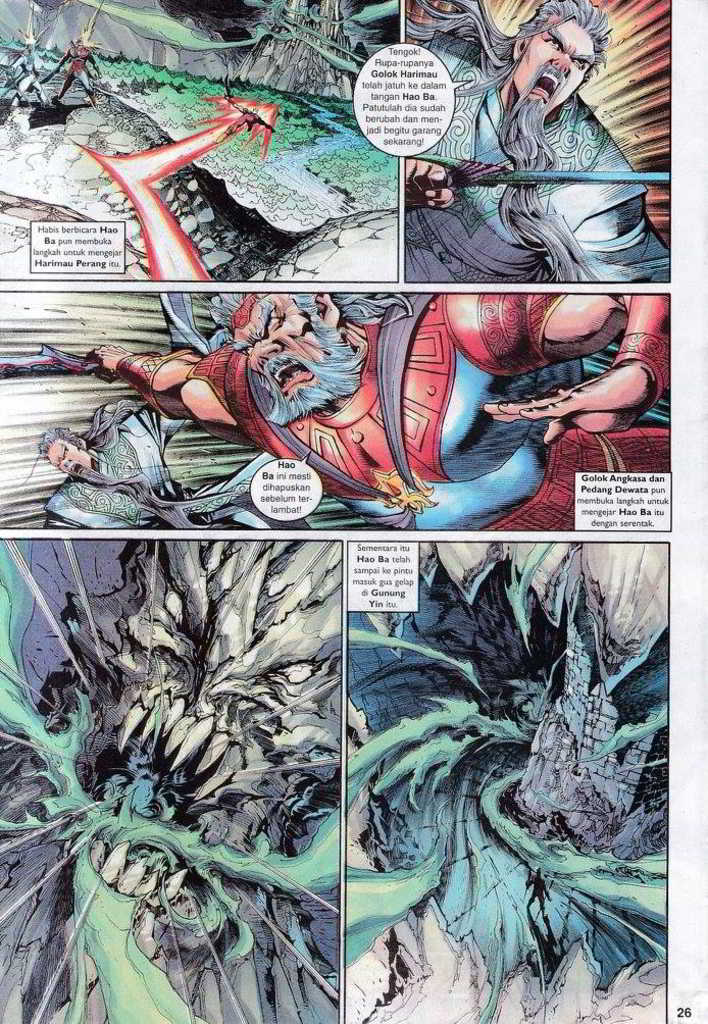 Tengok!
Rupa-rupanya
Golok Harimau
telah jatuh ke dalam
tangan Hao Ba.
Patutulah dia sudah
berubah dan men-
jadi begitu garang
sekarang!
Habis berbicara Hao
Ba pun membuka
langkah untuk mengejar
Harimau Perang itu.
Hao
Ba ini mesti
dihapuskan
sebelum ter-
lambat!
Golok Angkasa dan
Pedang Dewata pun
membuka langkah untuk
mengejar Hao Ba itu
dengan serentak.
Sementara itu
Hao Ba telah
sampai ke pintu
masuk gua gelap
di Gunung
Yin itu.
26